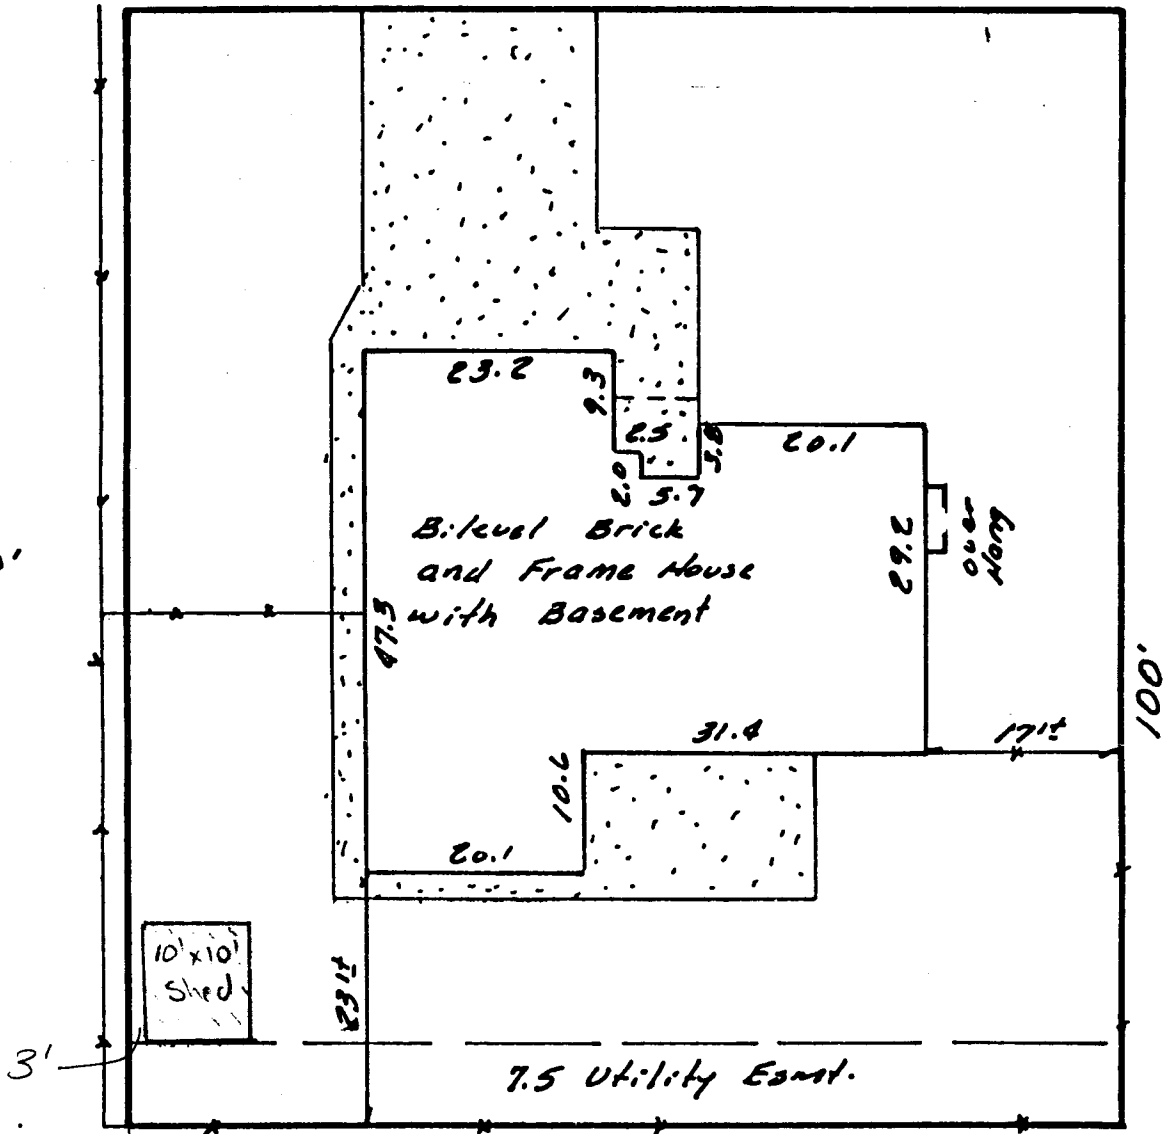 23.2
9.3
2.5
3.8
20.1
2.0
5.7
Bilevel Brick
and Frame House
with Basement
29.2
over
Hang
47.3
100'
31.4
17'±
10.6
20.1
10'x10'
Shed
23'±
3'
7.5 Utility Esmt.